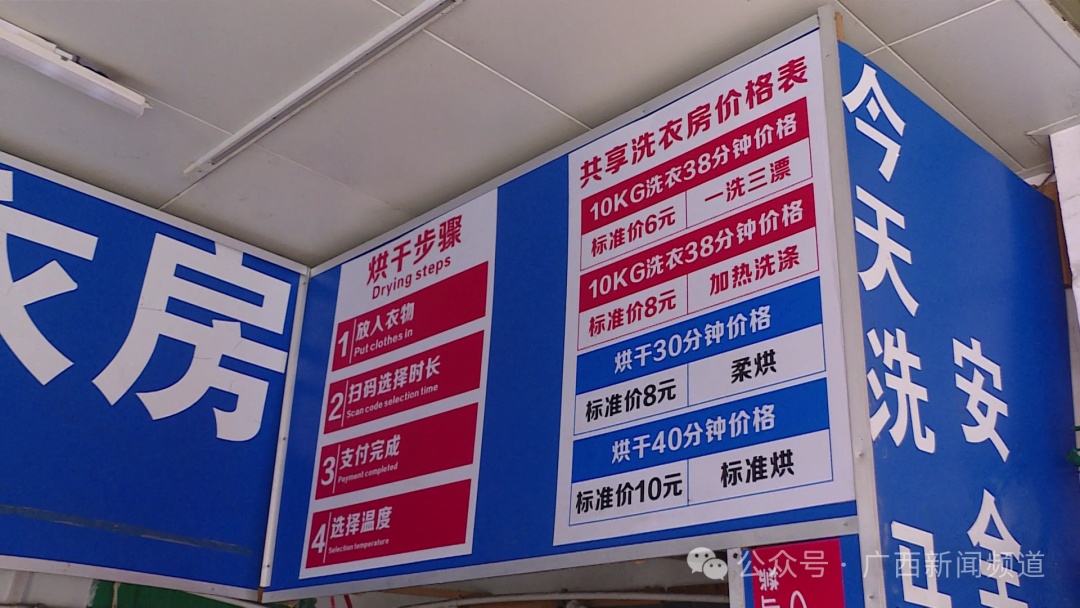 衣房
烘干步骤
Drying steps
1 放入衣物
Put clothes in
2 扫码选择时长
Scan code selection time
3 支付完成
Payment completed
4 选择温度
Selection temperature
共享洗衣房价格表
10KG洗衣38分钟价格
标准价6元 一洗三漂
10KG洗衣38分钟价格
标准价8元 加热洗涤
烘干30分钟价格
标准价8元 柔烘
烘干40分钟价格
标准价10元 标准烘
今天洗
安全
公众号 · 广西新闻频道